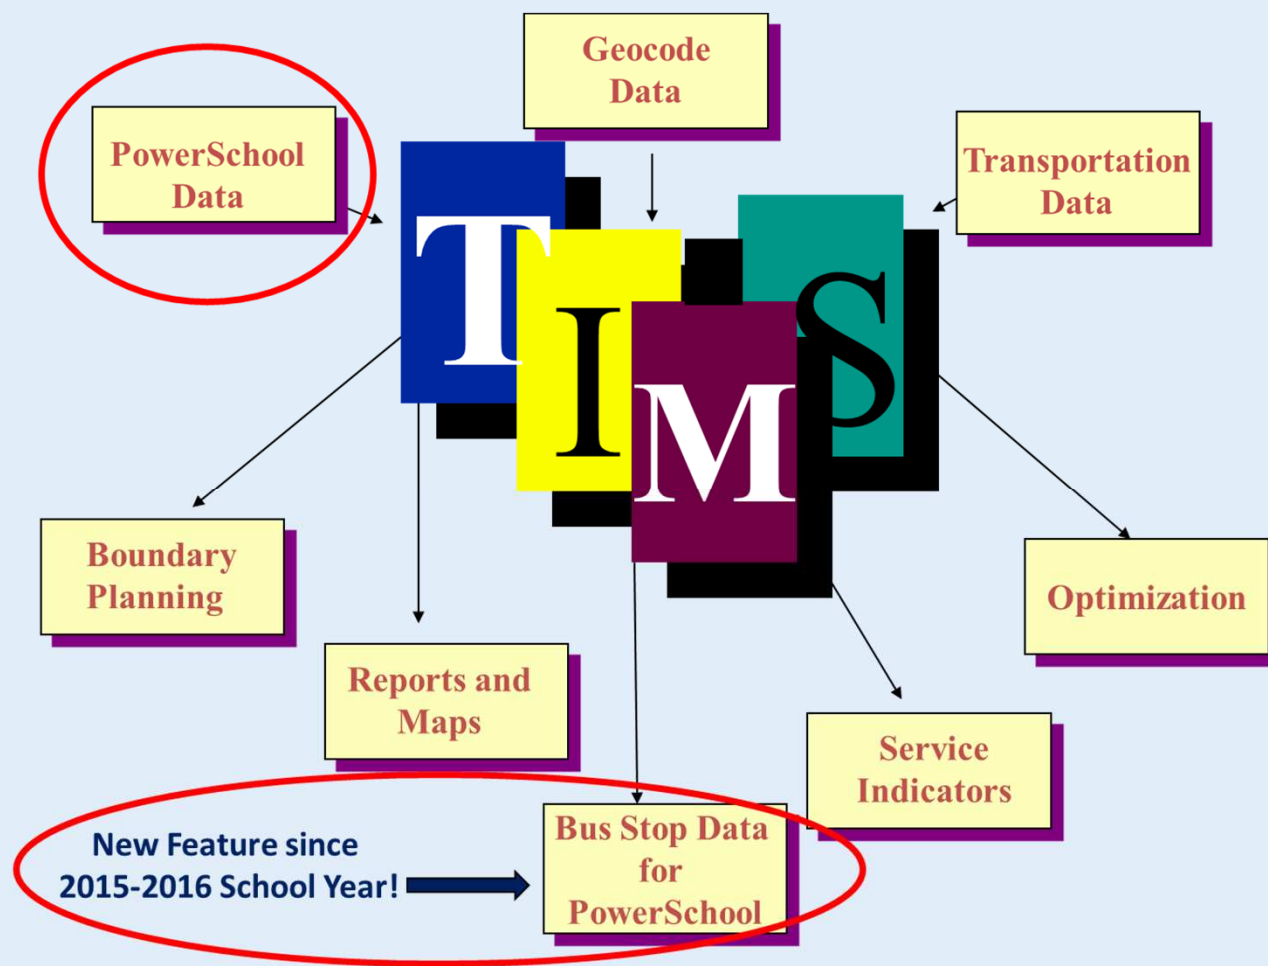 Geocode
Data
PowerSchool
Data
Transportation
Data
TIMS
Boundary
Planning
Optimization
Reports and
Maps
Service
Indicators
New Feature since
2015-2016 School Year!
Bus Stop Data
for
PowerSchool